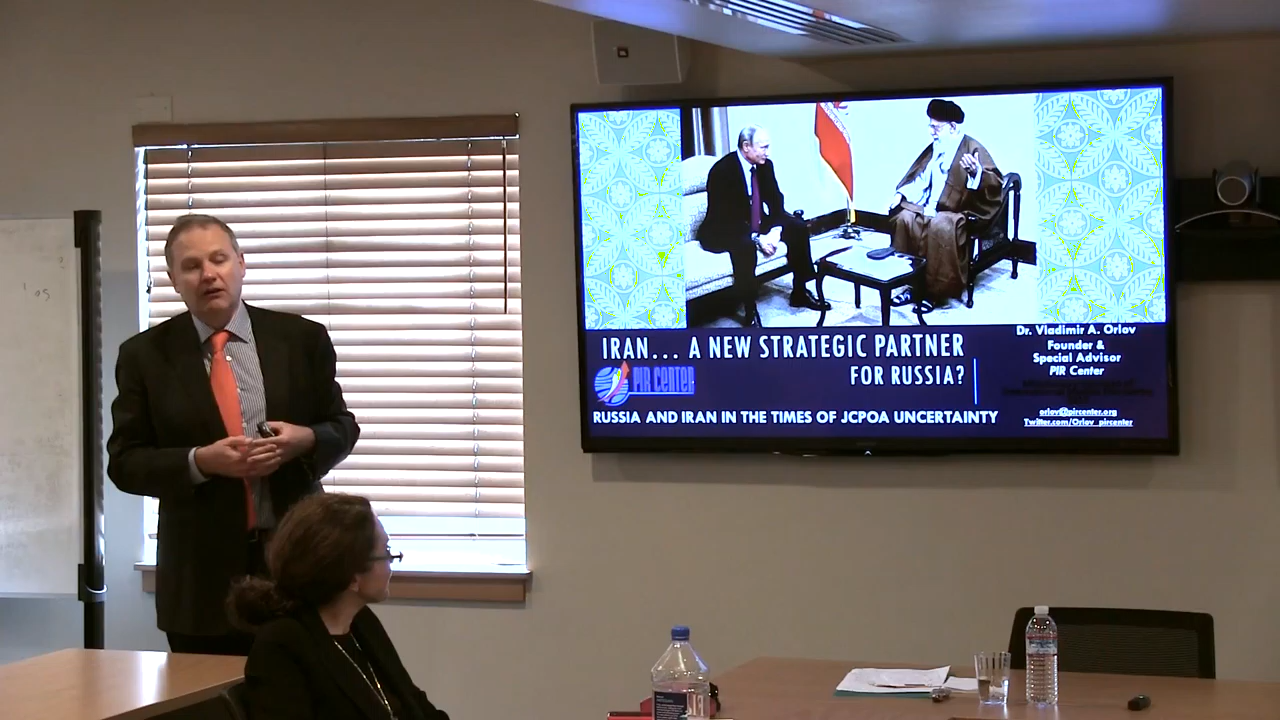 IRAN... A NEW STRATEGIC PARTNER
FOR RUSSIA?
PIR CENTER
RUSSIA AND IRAN IN THE TIMES OF JCPOA UNCERTAINTY
Dr. Vladimir A. Orlov
Founder &
Special Advisor
PIR Center
orlov@pircenter.org
Twitter.com/Orlov_pircenter